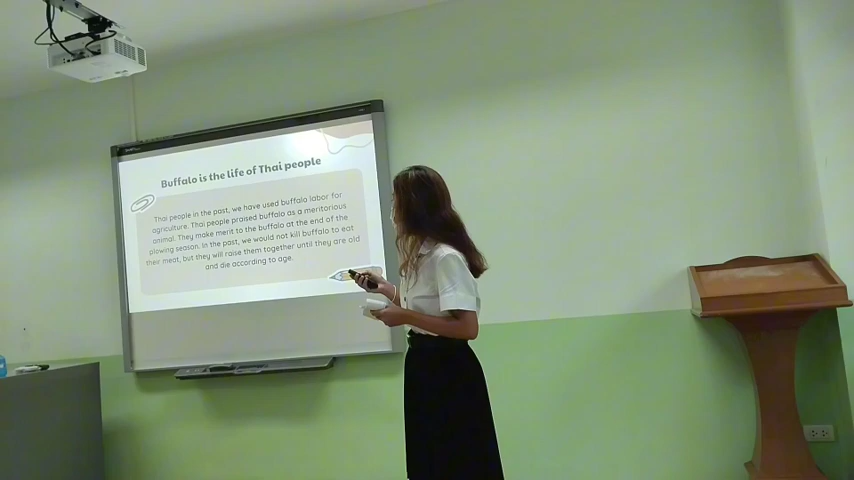 Buffalo is the life of Thai people
Thai people in the past, we have used buffalo labor for
agriculture. Thai people praised buffalo as a meritorious
animal. They make merit to the buffalo at the end of the
plowing season. In the past, we would not kill buffalo to eat
their meat, but they will raise them together until they are old
and die according to age.